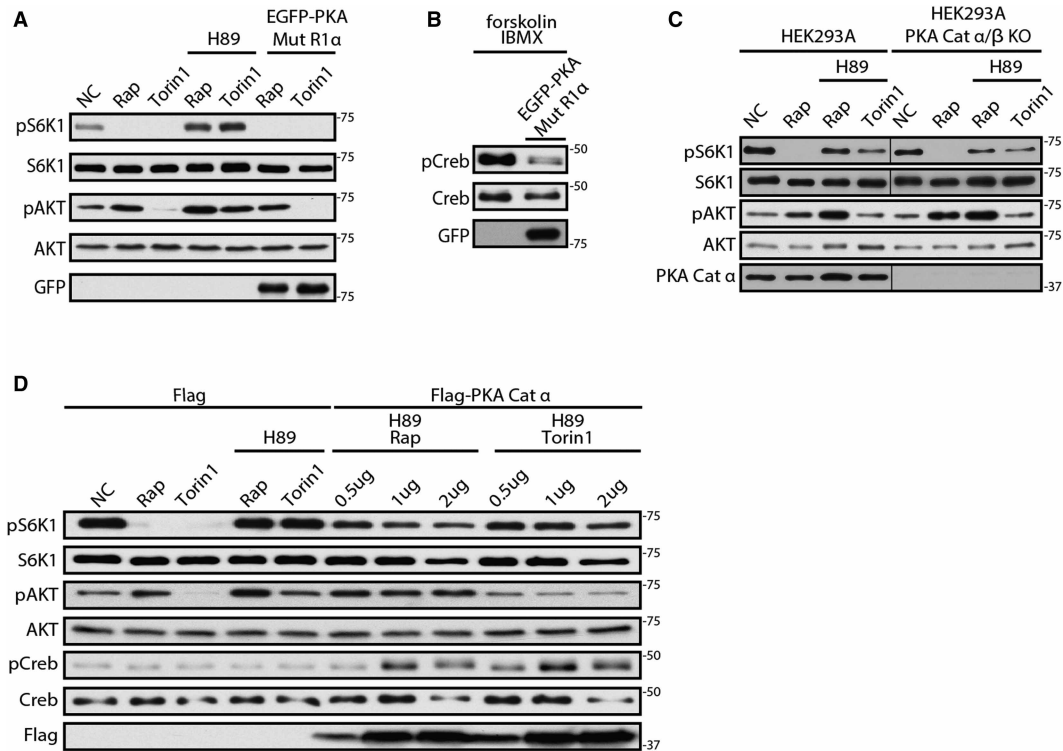 A
H89
EGFP-PKA
Mut R1α
NC Rap Torin1 Rap Torin1 Rap Torin1
pS6K1 -75
S6K1 -75
pAKT -75
AKT -75
GFP -75
B
forskolin
IBMX
EGFP-PKA
Mut R1α
pCreb -50
Creb -50
GFP -75
C
HEK293A
HEK293A
PKA Cat α/β KO
H89 H89
NC Rap Rap Torin1 NC Rap Rap Torin1
pS6K1 -75
S6K1 -75
pAKT -75
AKT -75
PKA Cat α -37
D
Flag Flag-PKA Cat α
H89
H89
Rap
H89
Torin1
NC Rap Torin1 Rap Torin1 0.5ug 1ug 2ug 0.5ug 1ug 2ug
pS6K1 -75
S6K1 -75
pAKT -75
AKT -75
pCreb -50
Creb -50
Flag -37